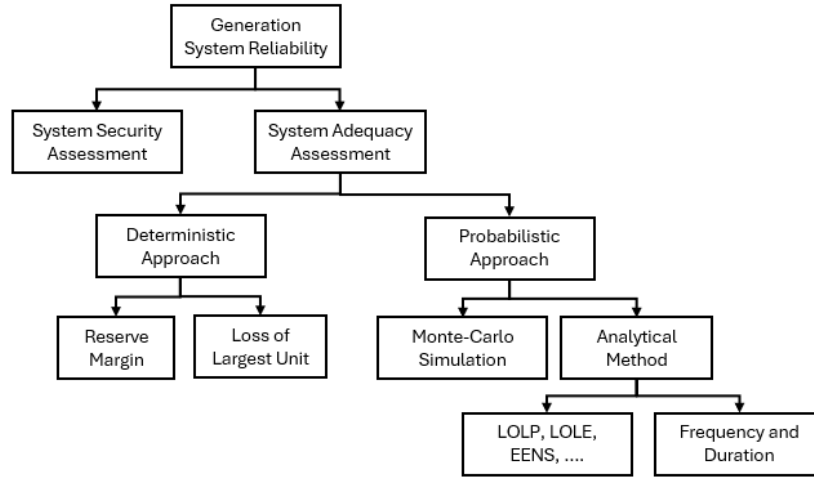 Generation
System Reliability
System Security
Assessment
System Adequacy
Assessment
Deterministic
Approach
Probabilistic
Approach
Reserve
Margin
Loss of
Largest Unit
Monte-Carlo
Simulation
Analytical
Method
LOLP, LOLE,
EENS, ....
Frequency and
Duration